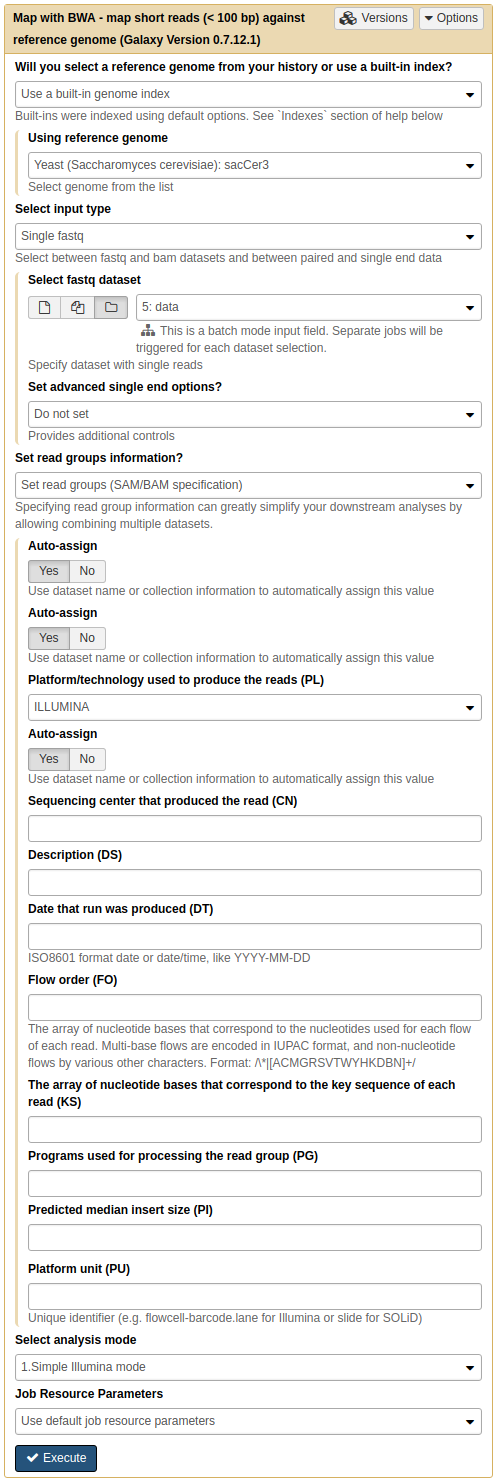 Map with BWA - map short reads (< 100 bp) against
reference genome (Galaxy Version 0.7.12.1)
Versions
Options
Will you select a reference genome from your history or use a built-in index?
Use a built-in genome index
Built-ins were indexed using default options. See `Indexes` section of help below
Using reference genome
Yeast (Saccharomyces cerevisiae): sacCer3
Select genome from the list
Select input type
Single fastq
Select between fastq and bam datasets and between paired and single end data
Select fastq dataset
5: data
This is a batch mode input field. Separate jobs will be
triggered for each dataset selection.
Specify dataset with single reads
Set advanced single end options?
Do not set
Provides additional controls
Set read groups information?
Set read groups (SAM/BAM specification)
Specifying read group information can greatly simplify your downstream analyses by
allowing combining multiple datasets.
Auto-assign
Yes No
Use dataset name or collection information to automatically assign this value
Auto-assign
Yes No
Use dataset name or collection information to automatically assign this value
Platform/technology used to produce the reads (PL)
ILLUMINA
Auto-assign
Yes No
Use dataset name or collection information to automatically assign this value
Sequencing center that produced the read (CN)
Description (DS)
Date that run was produced (DT)
ISO8601 format date or date/time, like YYYY-MM-DD
Flow order (FO)
The array of nucleotide bases that correspond to the nucleotides used for each flow
of each read. Multi-base flows are encoded in IUPAC format, and non-nucleotide
flows by various other characters. Format: /\*|[ACMGRSVTWYHKDBN]+/
The array of nucleotide bases that correspond to the key sequence of each
read (KS)
Programs used for processing the read group (PG)
Predicted median insert size (PI)
Platform unit (PU)
Unique identifier (e.g. flowcell-barcode.lane for Illumina or slide for SOLiD)
Select analysis mode
1.Simple Illumina mode
Job Resource Parameters
Use default job resource parameters
Execute